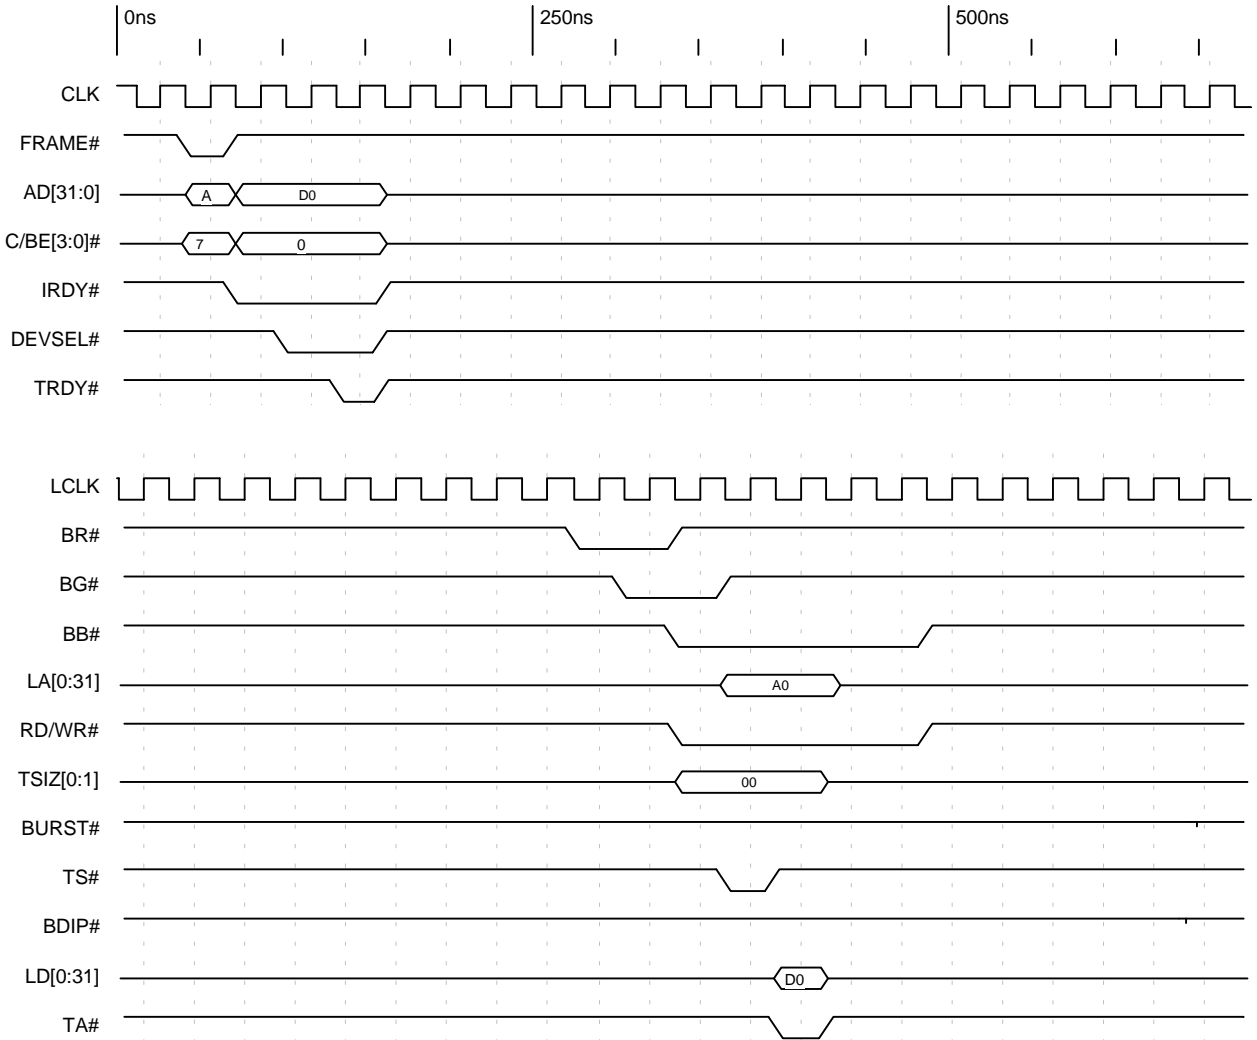 0ns 250ns 500ns
CLK
FRAME#
AD[31:0] A D0
C/BE[3:0]# 7 0
IRDY#
DEVSEL#
TRDY#
LCLK
BR#
BG#
BB#
LA[0:31] A0
RD/WR#
TSIZ[0:1] 00
BURST#
TS#
BDIP#
LD[0:31] D0
TA#